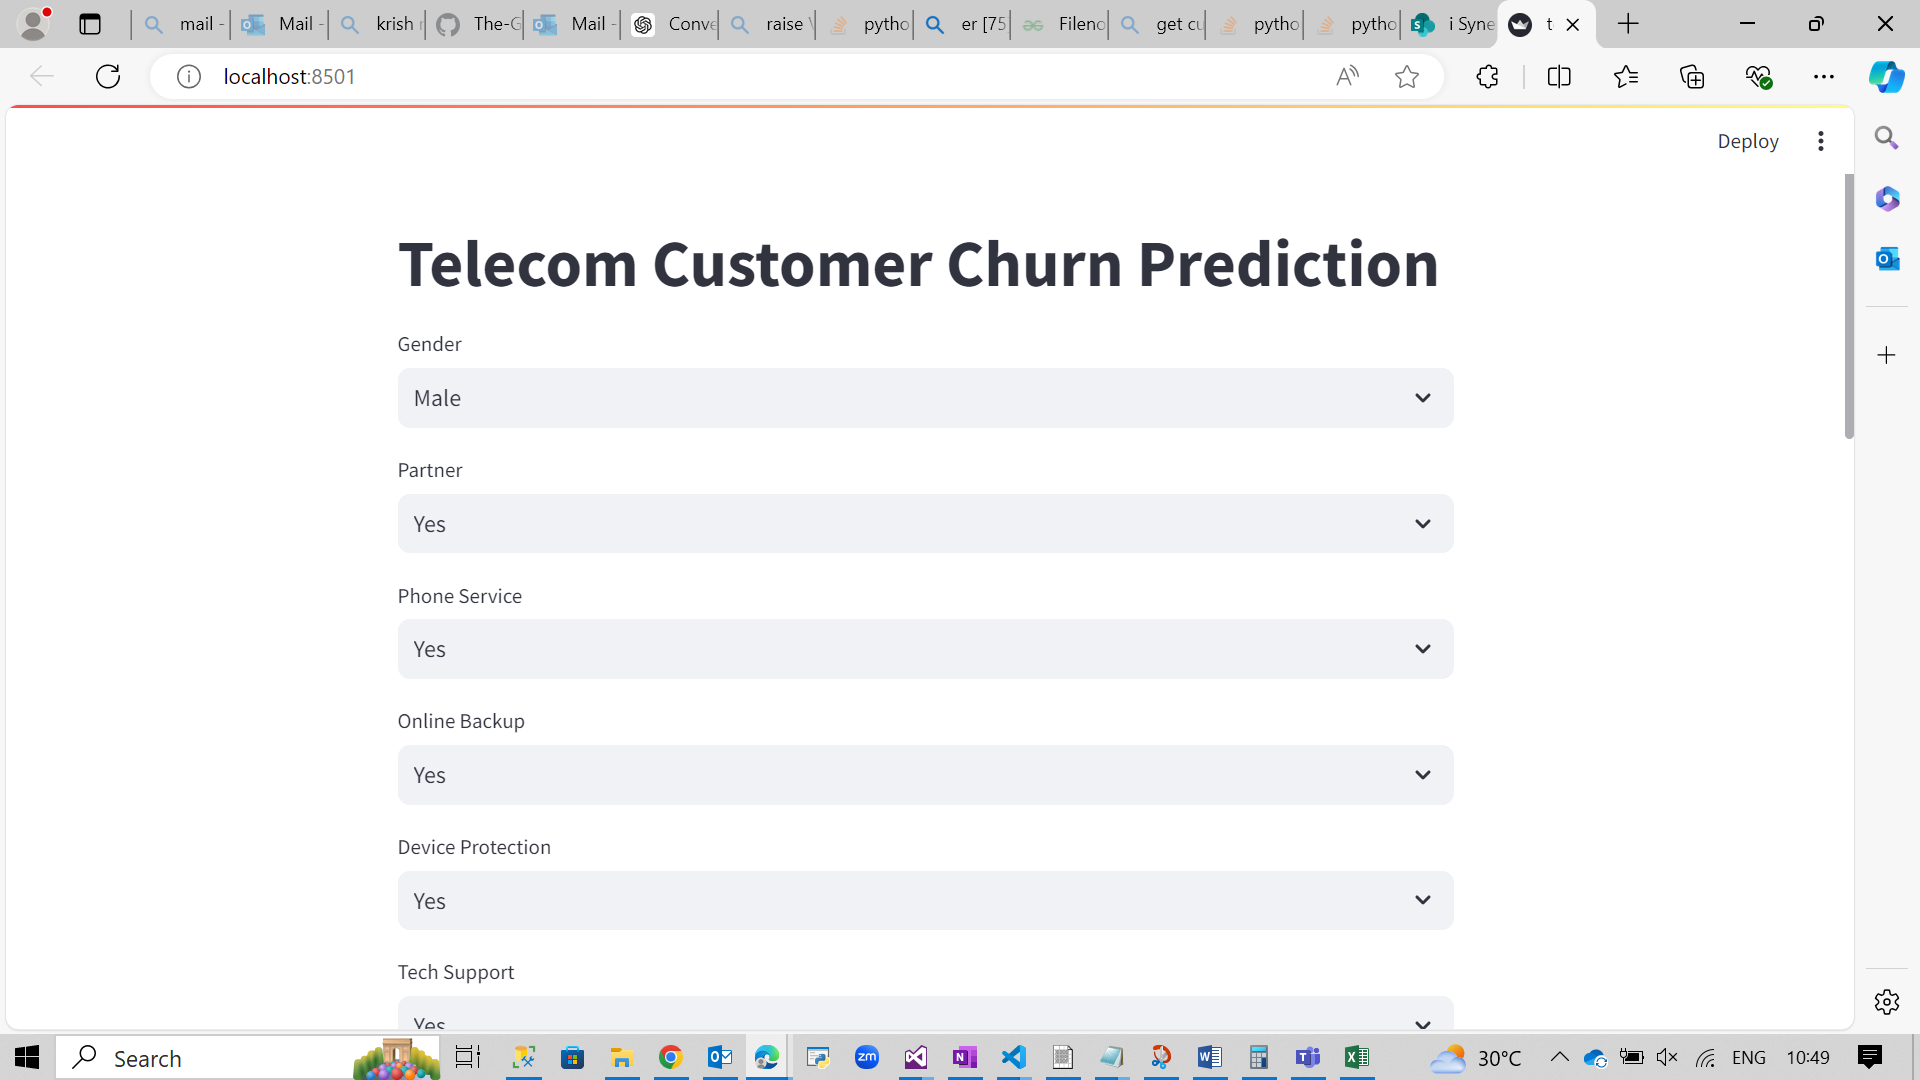 mail -
Mail -
krish r
The-G
Mail -
Conve
raise V
pytho
er [75
Fileno
get cu
pytho
pytho
i Syne
t
localhost:8501
Deploy
Telecom Customer Churn Prediction
Gender
Male
Partner
Yes
Phone Service
Yes
Online Backup
Yes
Device Protection
Yes
Tech Support
Yes
Search
30°C
ENG
10:49